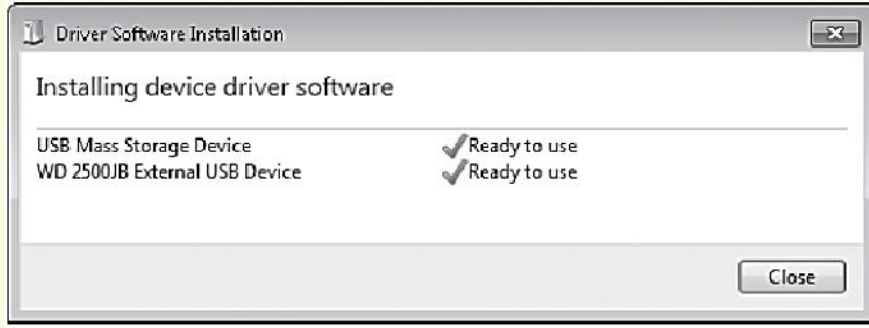 Driver Software Installation
Installing device driver software
USB Mass Storage Device Ready to use
WD 2500JB External USB Device Ready to use
Close